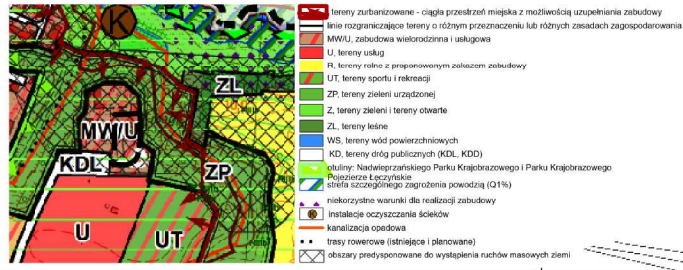 K
ZL
MW/U
KDL
ZP
U
UT
tereny zurbanizowane - ciągła przestrzeń miejska z możliwością uzupełniania zabudowy
linie rozgraniczające tereny o różnym przeznaczeniu lub różnych zasadach zagospodarowania
MW/U, zabudowa wielorodzinna i usługowa
U, tereny usług
R, tereny rolne z proponowanym zakazem zabudowy
UT, tereny sportu i rekreacji
ZP, tereny zieleni urządzonej
Z, tereny zieleni i tereny otwarte
ZL, tereny leśne
WS, tereny wód powierzchniowych
KD, tereny dróg publicznych (KDL, KDD)
otuliny: Nadwieprzańskiego Parku Krajobrazowego i Parku Krajobrazowego
Pojezierze Łęczyńskie
strefa szczególnego zagrożenia powodzią (Q1%)
niekorzystne warunki dla realizacji zabudowy
K instalacje oczyszczania ścieków
kanalizacja opadowa
trasy rowerowe (istniejące i planowane)
obszary predysponowane do wystąpienia ruchów masowych ziemi